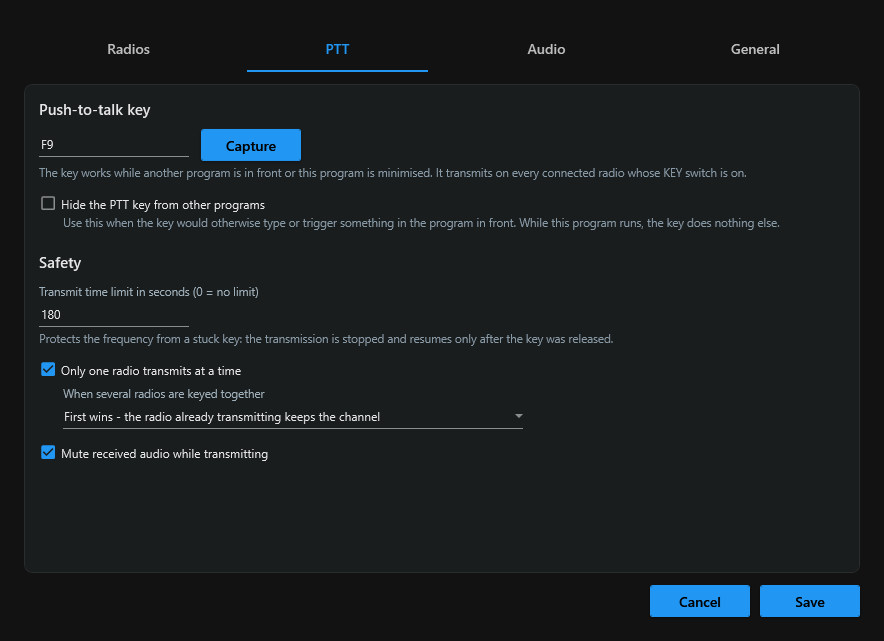 Radios
PTT
Audio
General
Push-to-talk key
F9
Capture
The key works while another program is in front or this program is minimised. It transmits on every connected radio whose KEY switch is on.
Hide the PTT key from other programs
Use this when the key would otherwise type or trigger something in the program in front. While this program runs, the key does nothing else.
Safety
Transmit time limit in seconds (0 = no limit)
180
Protects the frequency from a stuck key: the transmission is stopped and resumes only after the key was released.
Only one radio transmits at a time
When several radios are keyed together
First wins - the radio already transmitting keeps the channel
Mute received audio while transmitting
Cancel
Save